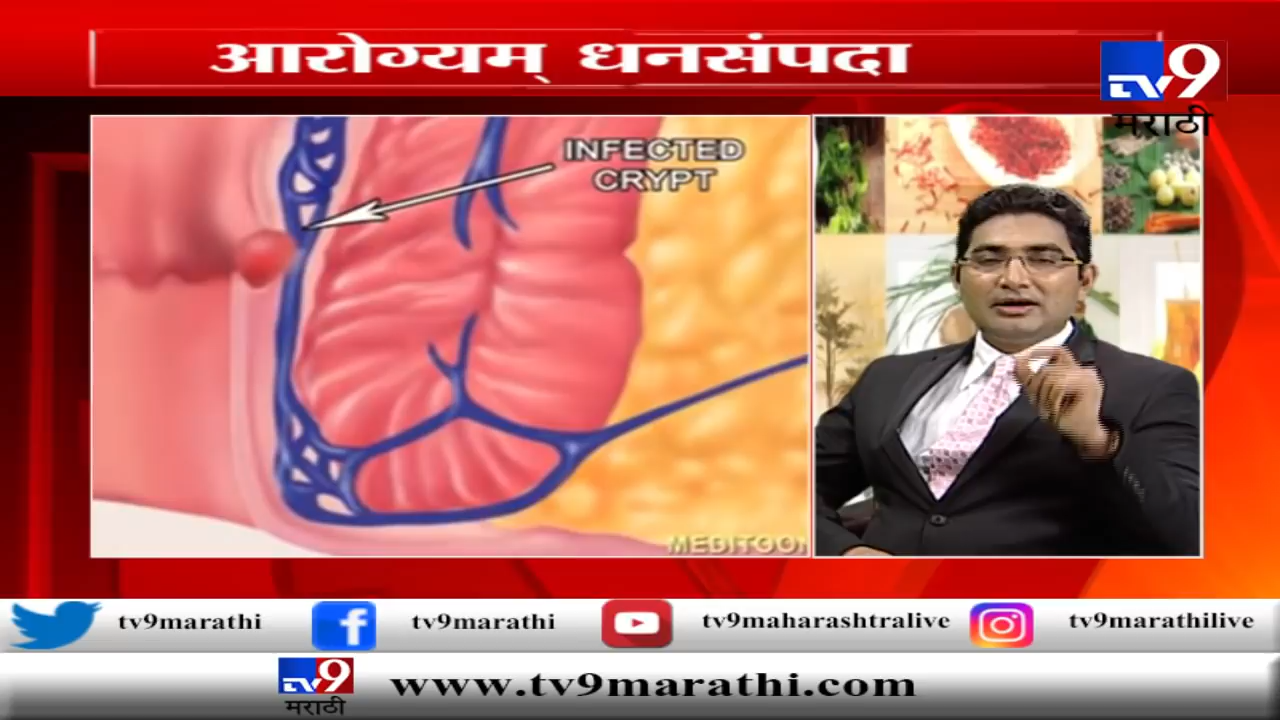 आरोग्यम् धनसंपदा
TV9
मराठी
INFECTED
CRYPT
MEDITOON
tv9marathi
tv9marathi
tv9maharashtralive
tv9marathilive
TV9
मराठी
www.tv9marathi.com